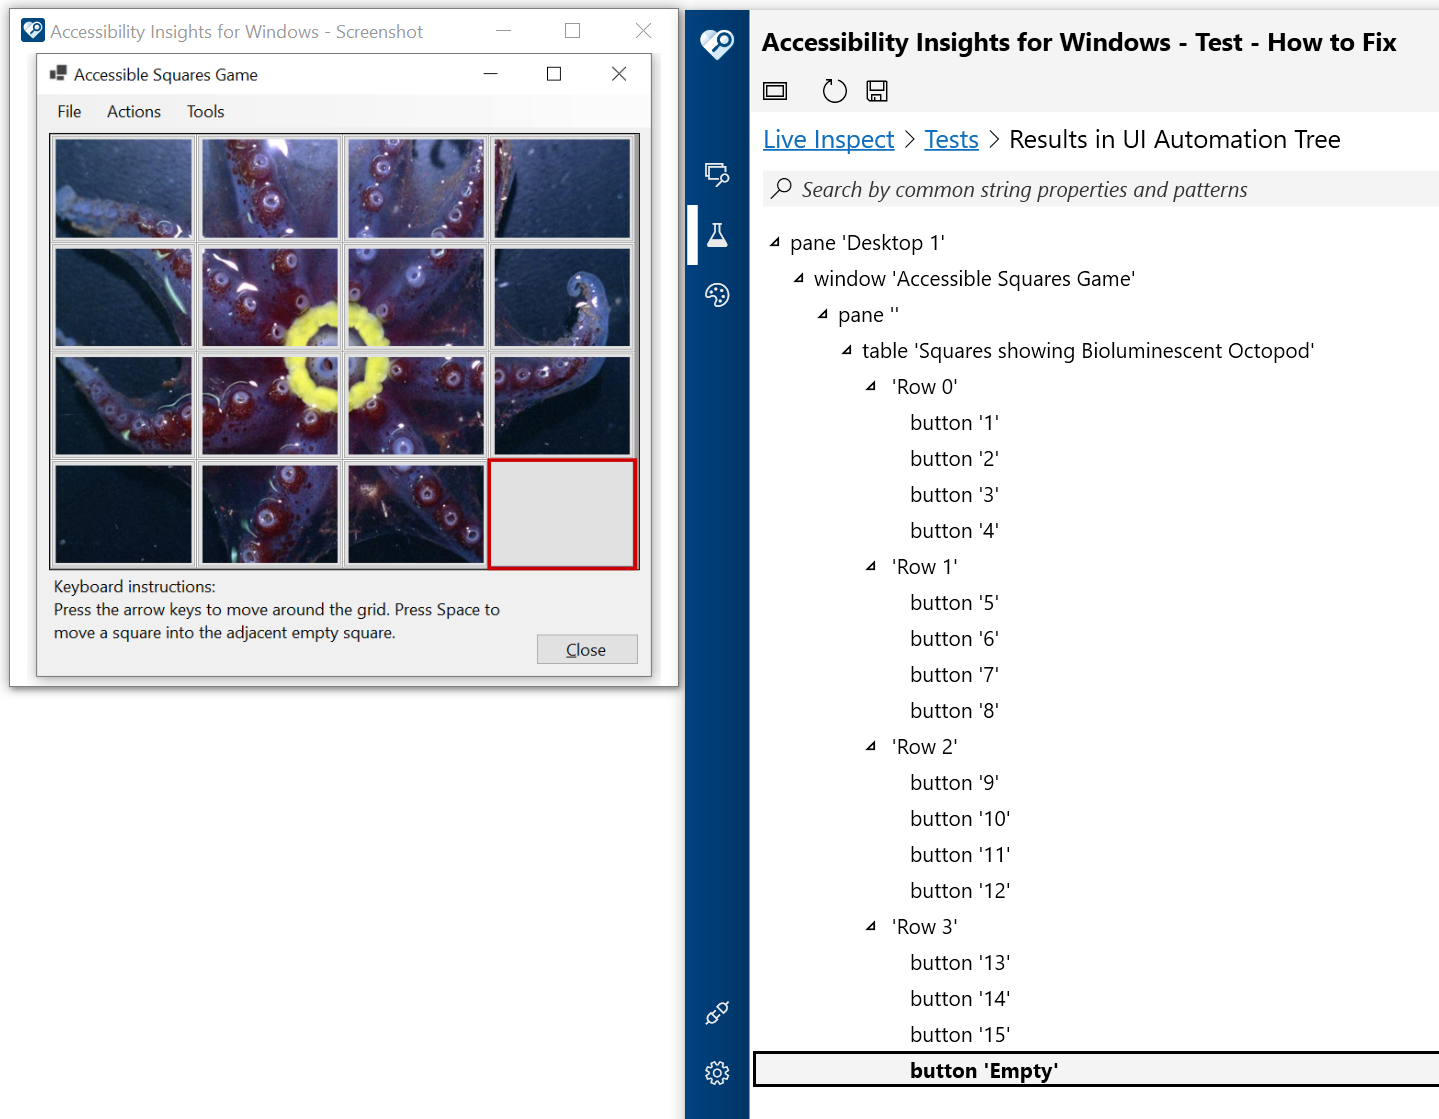 Accessibility Insights for Windows - Screenshot
Accessible Squares Game
File Actions Tools
Keyboard instructions:
Press the arrow keys to move around the grid. Press Space to
move a square into the adjacent empty square.
Close
Accessibility Insights for Windows - Test - How to Fix
Live Inspect > Tests > Results in UI Automation Tree
Search by common string properties and patterns
pane 'Desktop 1'
window 'Accessible Squares Game'
pane ''
table 'Squares showing Bioluminescent Octopod'
'Row 0'
button '1'
button '2'
button '3'
button '4'
'Row 1'
button '5'
button '6'
button '7'
button '8'
'Row 2'
button '9'
button '10'
button '11'
button '12'
'Row 3'
button '13'
button '14'
button '15'
button 'Empty'